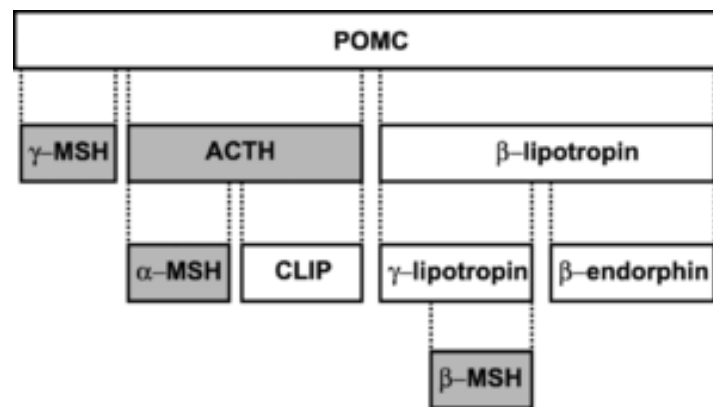 POMC
γ–MSH ACTH β–lipotropin
α–MSH CLIP γ–lipotropin β–endorphin
β–MSH